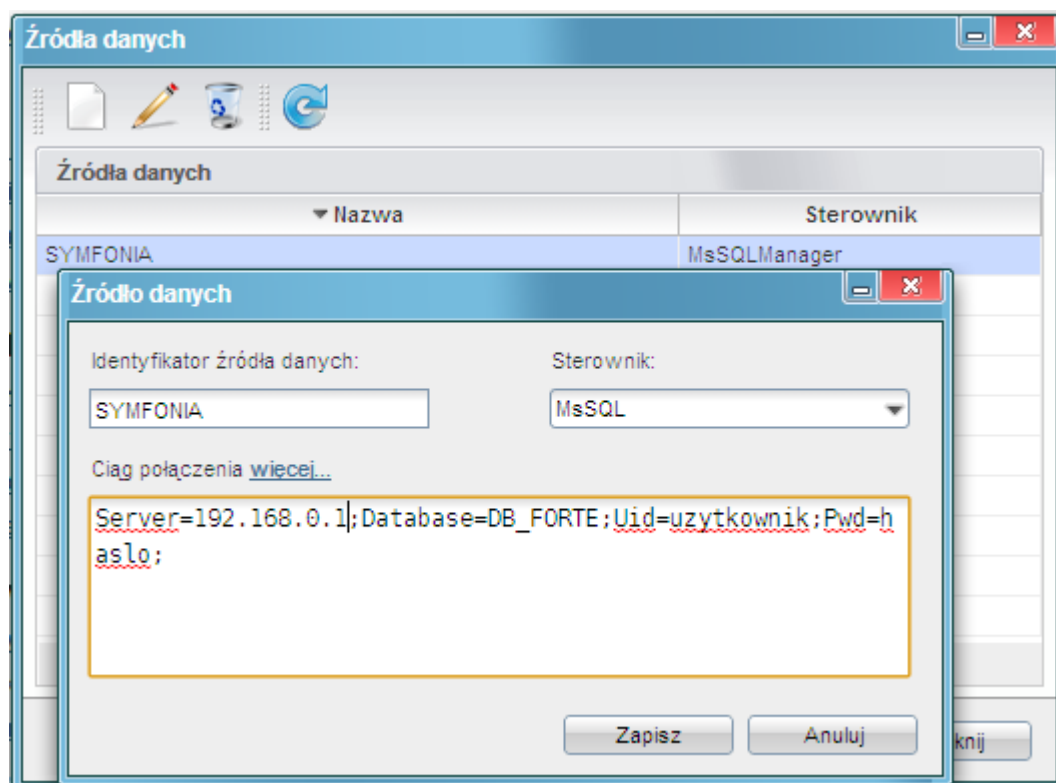 Źródła danych
Źródła danych
Nazwa Sterownik
SYMFONIA MsSQLManager
Źródło danych
Identyfikator źródła danych: Sterownik:
SYMFONIA MsSQL
Ciąg połączenia więcej...
Server=192.168.0.1;Database=DB_FORTE;Uid=uzytkownik;Pwd=h
aslo;
Zapisz Anuluj knij